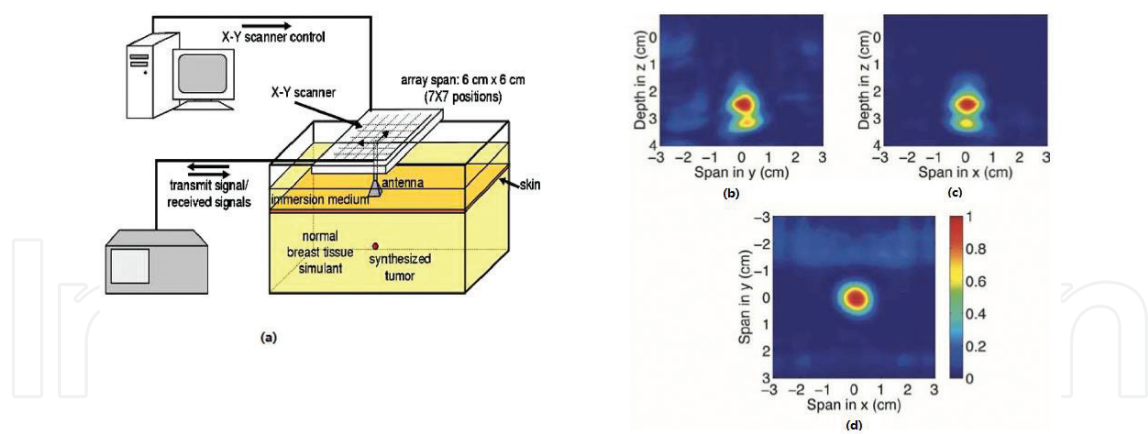 X-Y scanner control
array span: 6 cm x 6 cm
(7X7 positions)
X-Y scanner
transmit signal/
received signals
antenna
skin
immersion medium
normal
breast tissue
simulant
synthesized
tumor
(a)
Depth in z (cm)
0
1
2
3
4
−3 −2 −1 0 1 2 3
Span in y (cm)
(b)
Depth in z (cm)
0
1
2
3
4
−3 −2 −1 0 1 2 3
Span in x (cm)
(c)
Span in y (cm)
−3
−2
−1
0
1
2
3
−3 −2 −1 0 1 2 3
Span in x (cm)
1
0.8
0.6
0.4
0.2
0
(d)